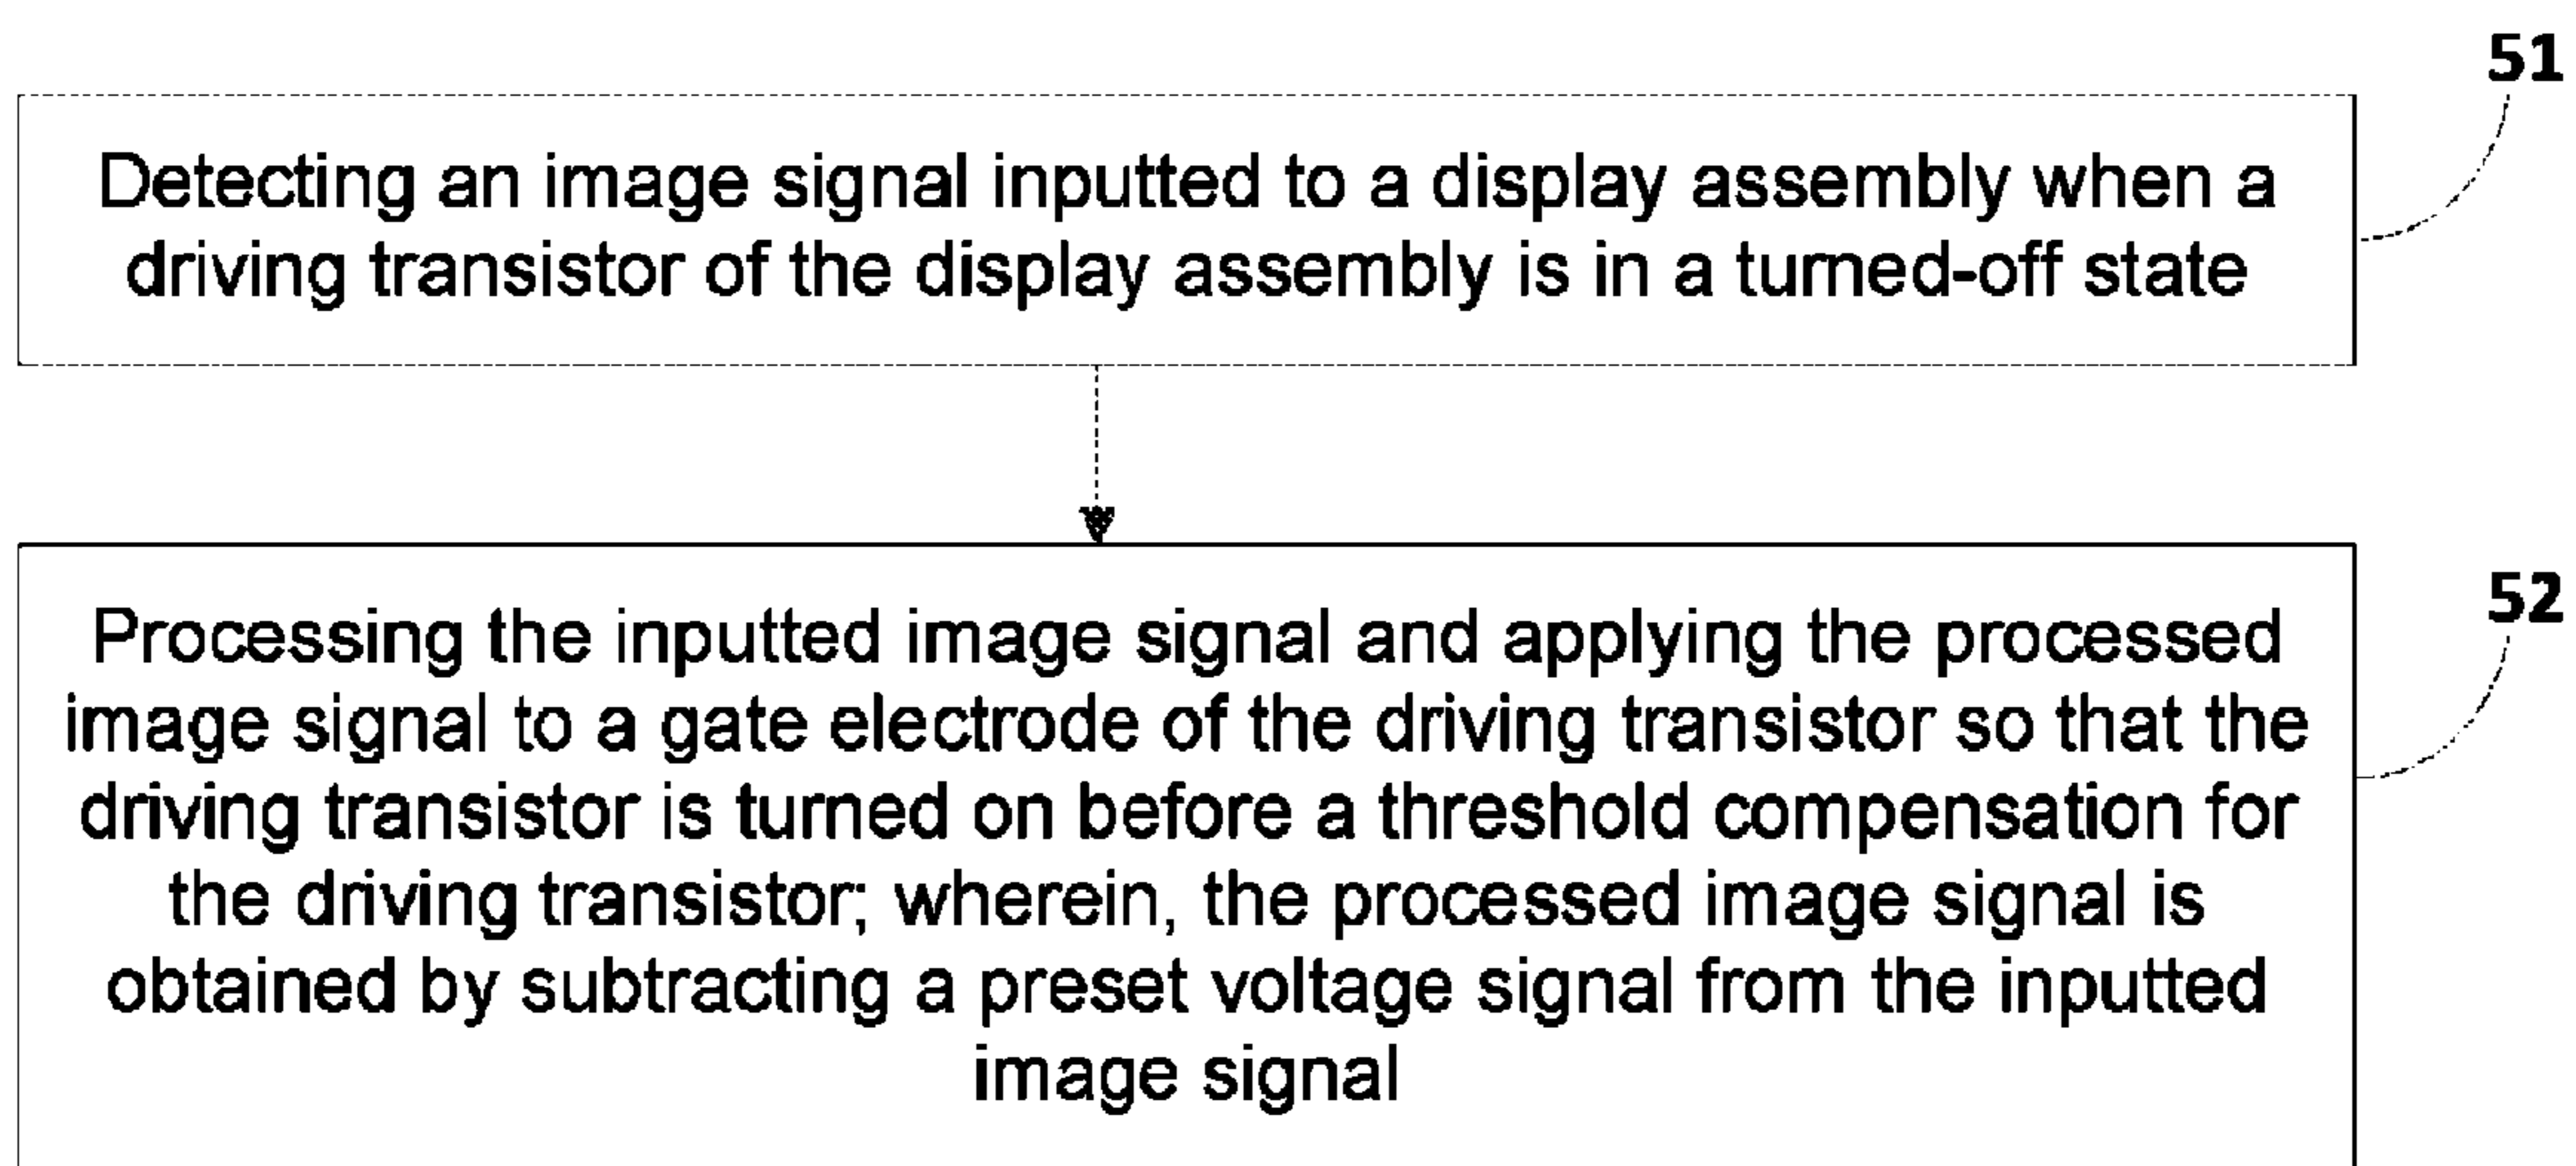 51
Detecting an image signal inputted to a display assembly when a
driving transistor of the display assembly is in a turned-off state
52
Processing the inputted image signal and applying the processed
image signal to a gate electrode of the driving transistor so that the
driving transistor is turned on before a threshold compensation for
the driving transistor; wherein, the processed image signal is
obtained by subtracting a preset voltage signal from the inputted
image signal